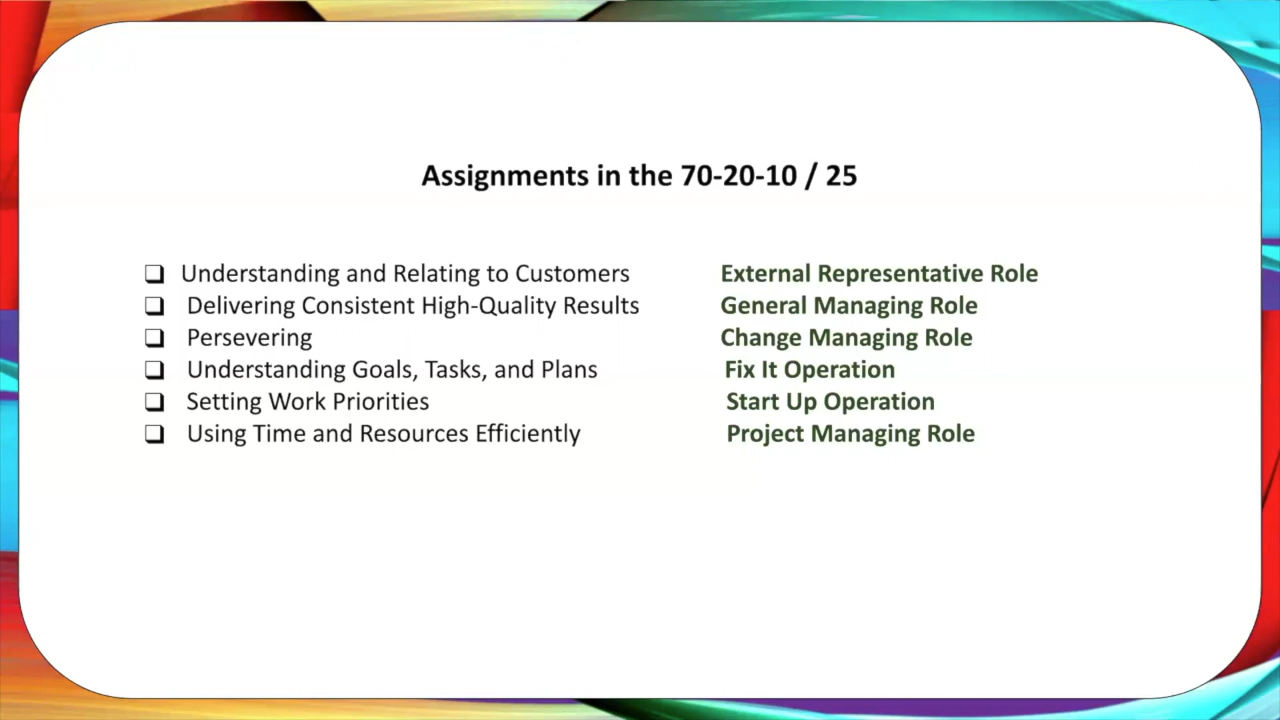 Assignments in the 70-20-10 / 25
❑ Understanding and Relating to Customers External Representative Role
❑ Delivering Consistent High-Quality Results General Managing Role
❑ Persevering Change Managing Role
❑ Understanding Goals, Tasks, and Plans Fix It Operation
❑ Setting Work Priorities Start Up Operation
❑ Using Time and Resources Efficiently Project Managing Role